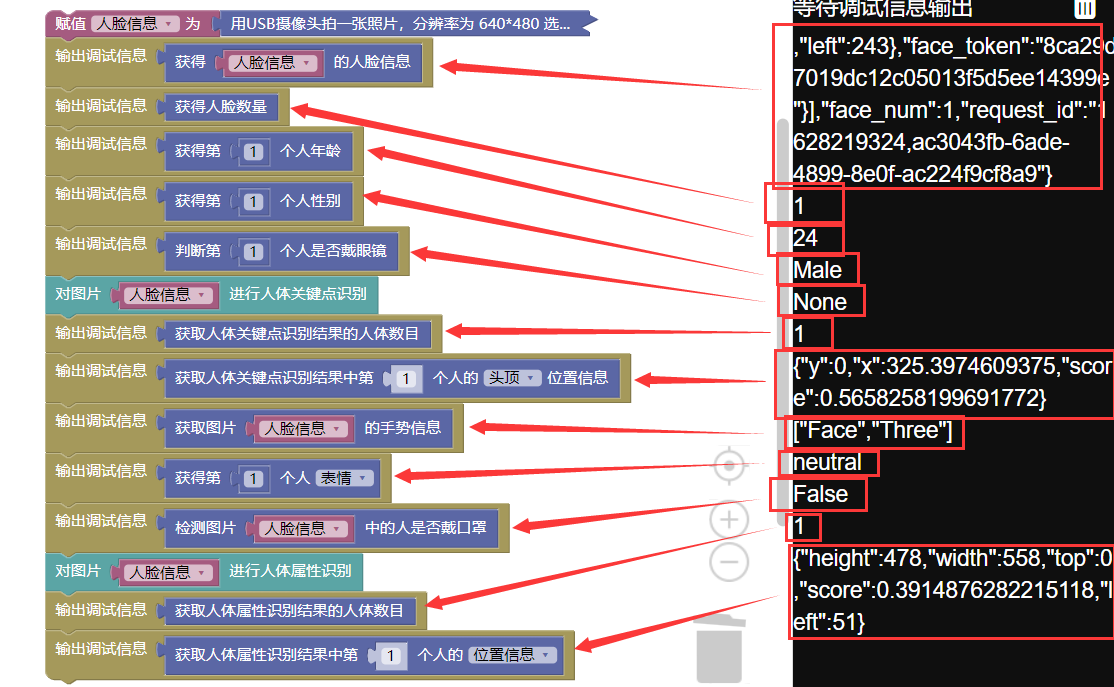 赋值 人脸信息 为 用USB摄像头拍一张照片，分辨率为 640*480 选...
输出调试信息 获得 人脸信息 的人脸信息
输出调试信息 获得人脸数量
输出调试信息 获得第 1 个人年龄
输出调试信息 获得第 1 个人性别
输出调试信息 判断第 1 个人是否戴眼镜
对图片 人脸信息 进行人体关键点识别
输出调试信息 获取人体关键点识别结果的人体数目
输出调试信息 获取人体关键点识别结果中第 1 个人的 头顶 位置信息
输出调试信息 获取图片 人脸信息 的手势信息
输出调试信息 获得第 1 个人 表情
输出调试信息 检测图片 人脸信息 中的人是否戴口罩
对图片 人脸信息 进行人体属性识别
输出调试信息 获取人体属性识别结果的人体数目
输出调试信息 获取人体属性识别结果中第 1 个人的 位置信息
等待调试信息输出
,"left":243},"face_token":"8ca29d
7019dc12c05013f5d5ee14399e
"}],"face_num":1,"request_id":"1
628219324,ac3043fb-6ade-
4899-8e0f-ac224f9cf8a9"}
1
24
Male
None
1
{"y":0,"x":325.3974609375,"scor
e":0.5658258199691772}
["Face","Three"]
neutral
False
1
{"height":478,"width":558,"top":0
,"score":0.3914876282215118,"l
eft":51}